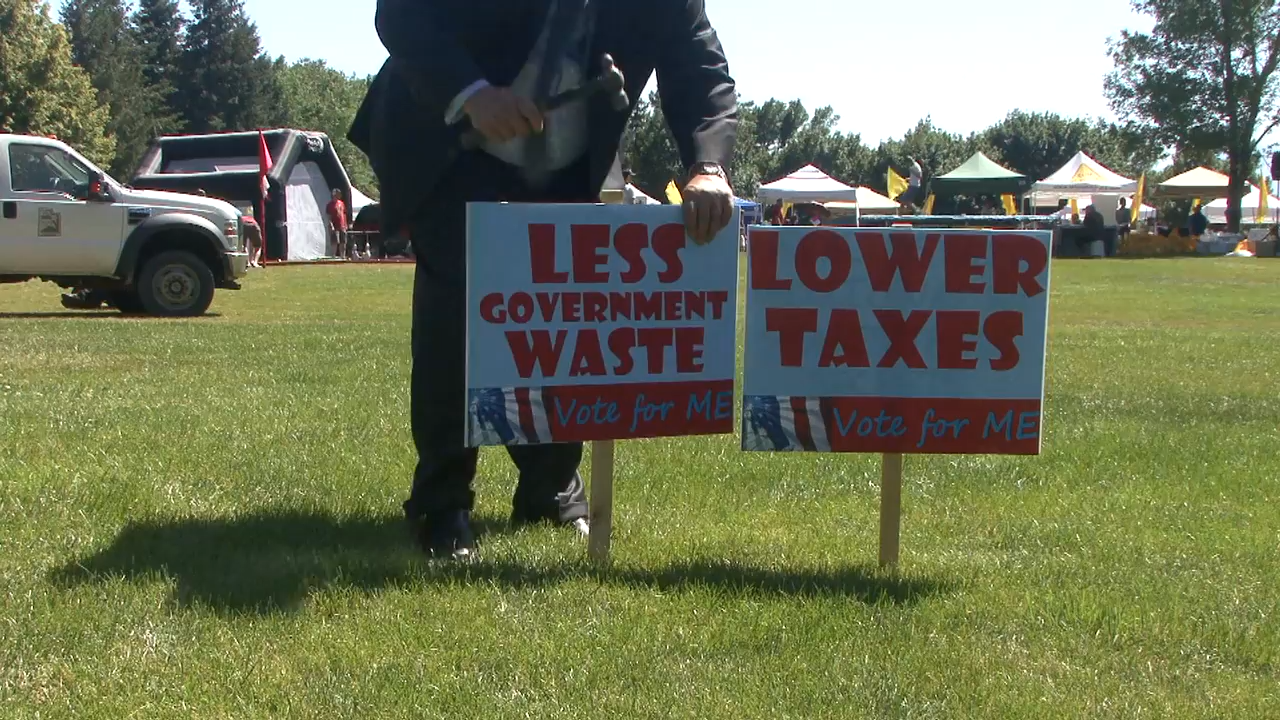 LESS
GOVERNMENT
WASTE
Vote for ME
LOWER
TAXES
Vote for ME